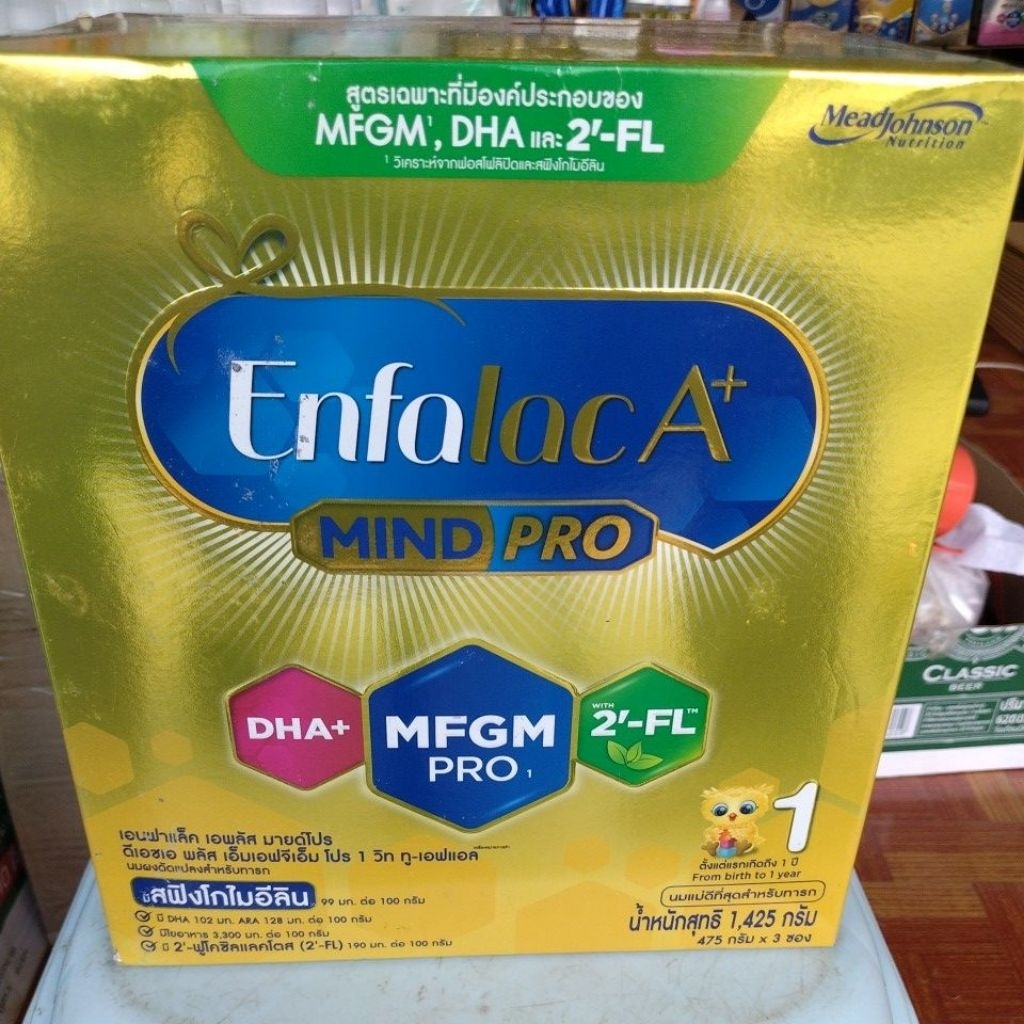 สูตรเฉพาะที่มีองค์ประกอบของ
MFGM¹, DHA และ 2'-FL
¹ วิเคราะห์จากฟอสโฟลิปิดและสฟิงโกไมอีลิน
MeadJohnson™
Nutrition
Enfalac A+
MIND PRO
DHA+
MFGM
PRO 1
WITH
2'-FL™
CLASSIC
BEER
1
เอนฟาแล็ค เอพลัส มายด์โปร
ดีเอชเอ พลัส เอ็มเอฟจีเอ็ม โปร 1 วิท ทู-เอฟแอล
นมผงดัดแปลงสำหรับทารก
มีสฟิงโกไมอีลิน 99 มก. ต่อ 100 กรัม
มี DHA 102 มก. ARA 128 มก. ต่อ 100 กรัม
มีใยอาหาร 3,300 มก. ต่อ 100 กรัม
มี 2'-ฟูโคซิลแลคโตส (2'-FL) 190 มก. ต่อ 100 กรัม
ตั้งแต่แรกเกิดถึง 1 ปี
From birth to 1 year
นมแม่ดีที่สุดสำหรับทารก
น้ำหนักสุทธิ 1,425 กรัม
475 กรัม x 3 ซอง